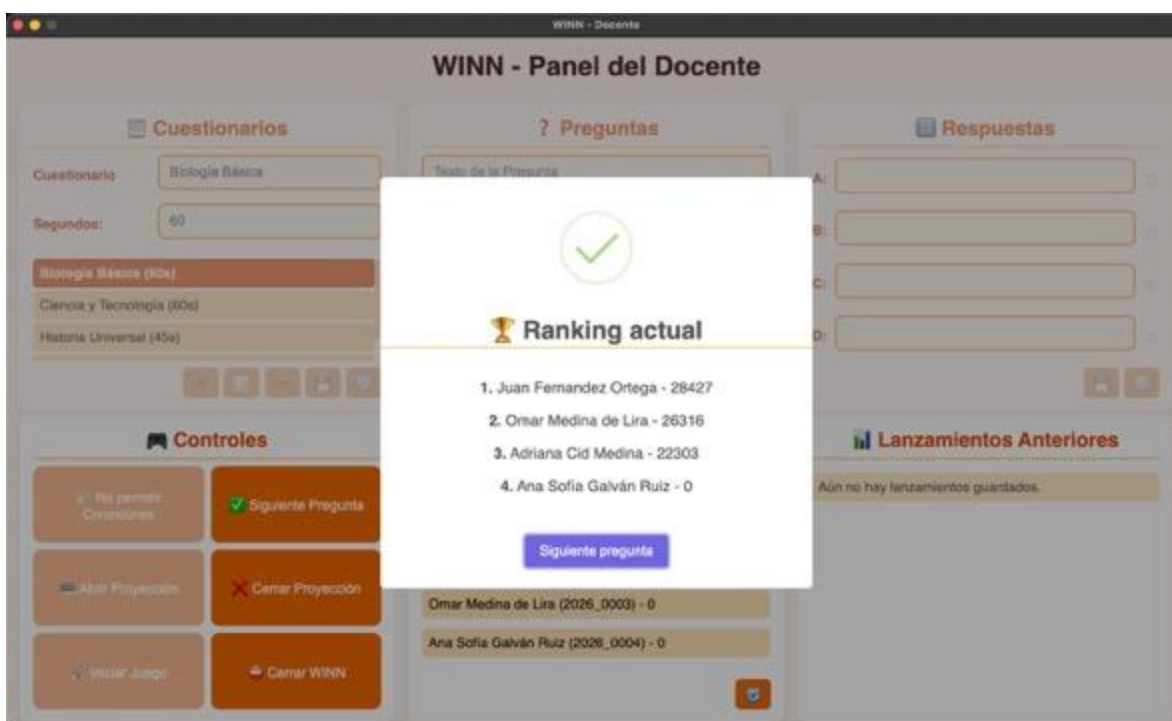 WINN - Docente
WINN - Panel del Docente
Cuestionarios
Cuestionario
Biología Básica
Segundos:
60
Biología Básica (60s)
Ciencia y Tecnología (60s)
Historia Universal (45s)
? Preguntas
Texto de la Pregunta
Respuestas
A:
B:
C:
D:
Ranking actual
1. Juan Fernandez Ortega - 28427
2. Omar Medina de Lira - 26316
3. Adriana Cid Medina - 22303
4. Ana Sofía Galván Ruiz - 0
Siguiente pregunta
Controles
No permitir
Conexiones
Siguiente Pregunta
Abrir Proyección
Cerrar Proyección
Iniciar Juego
Cerrar WINN
Omar Medina de Lira (2026_0003) - 0
Ana Sofía Galván Ruiz (2026_0004) - 0
Lanzamientos Anteriores
Aún no hay lanzamientos guardados.